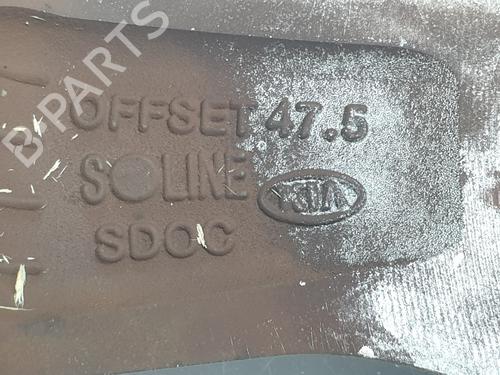 B-PARTS
OFFSET 47.5
SOLINE
KIA
SDOC